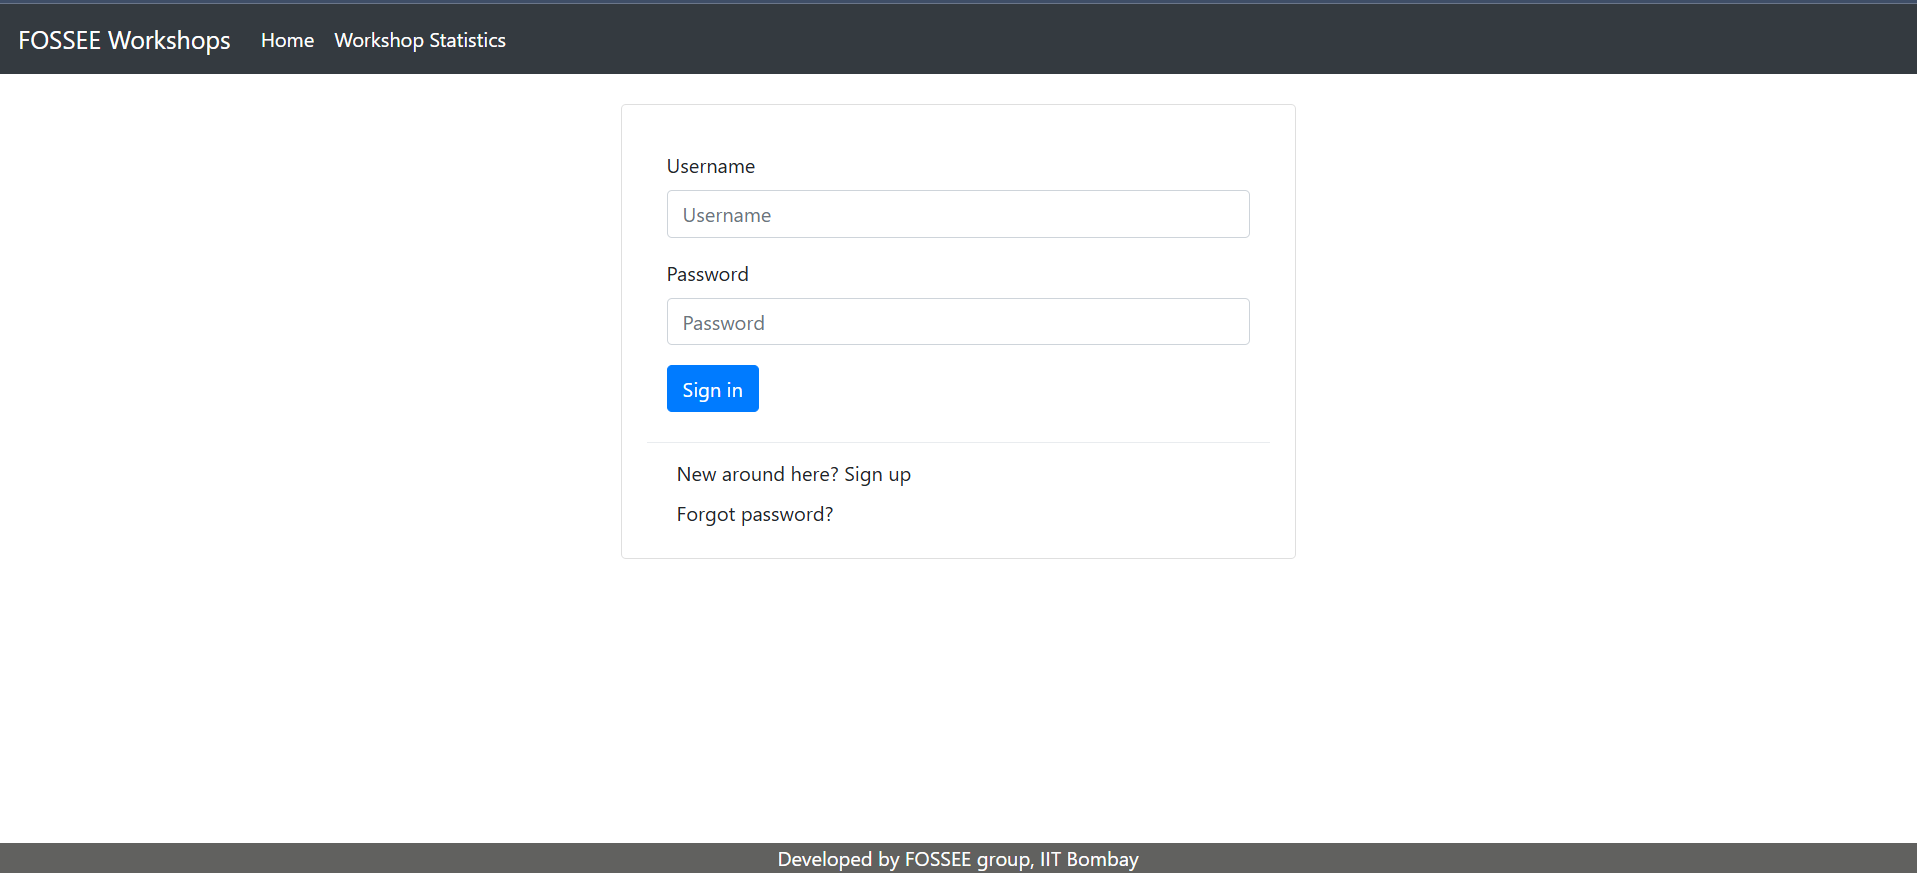 FOSSEE Workshops Home Workshop Statistics
Username
Username
Password
Password
Sign in
New around here? Sign up
Forgot password?
Developed by FOSSEE group, IIT Bombay